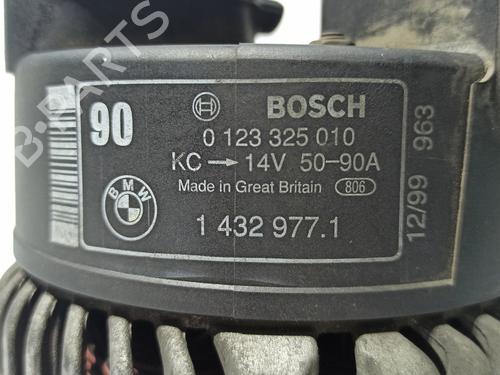 90
BOSCH
0 123 325 010
KC → 14V 50-90A
Made in Great Britain 806
BMW
1 432 977.1
12/99 963
B-PARTS